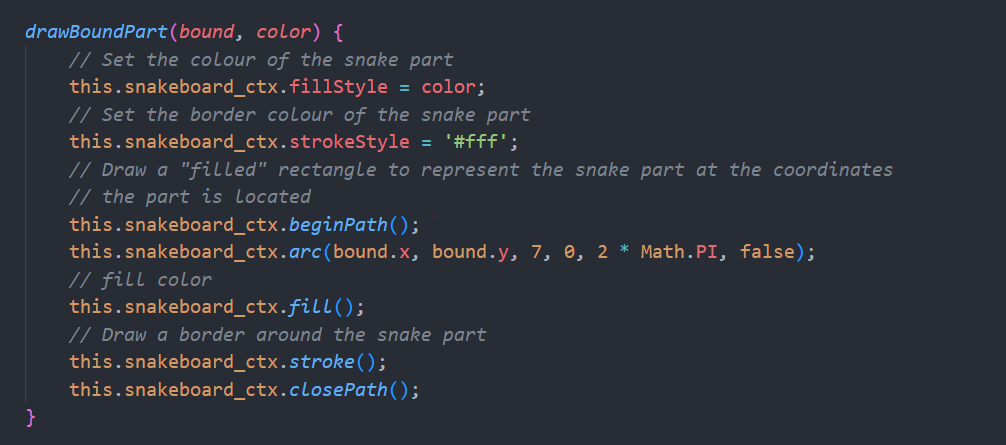 drawBoundPart(bound, color) {
    // Set the colour of the snake part
    this.snakeboard_ctx.fillStyle = color;
    // Set the border colour of the snake part
    this.snakeboard_ctx.strokeStyle = '#fff';
    // Draw a "filled" rectangle to represent the snake part at the coordinates
    // the part is located
    this.snakeboard_ctx.beginPath();
    this.snakeboard_ctx.arc(bound.x, bound.y, 7, 0, 2 * Math.PI, false);
    // fill color
    this.snakeboard_ctx.fill();
    // Draw a border around the snake part
    this.snakeboard_ctx.stroke();
    this.snakeboard_ctx.closePath();
}